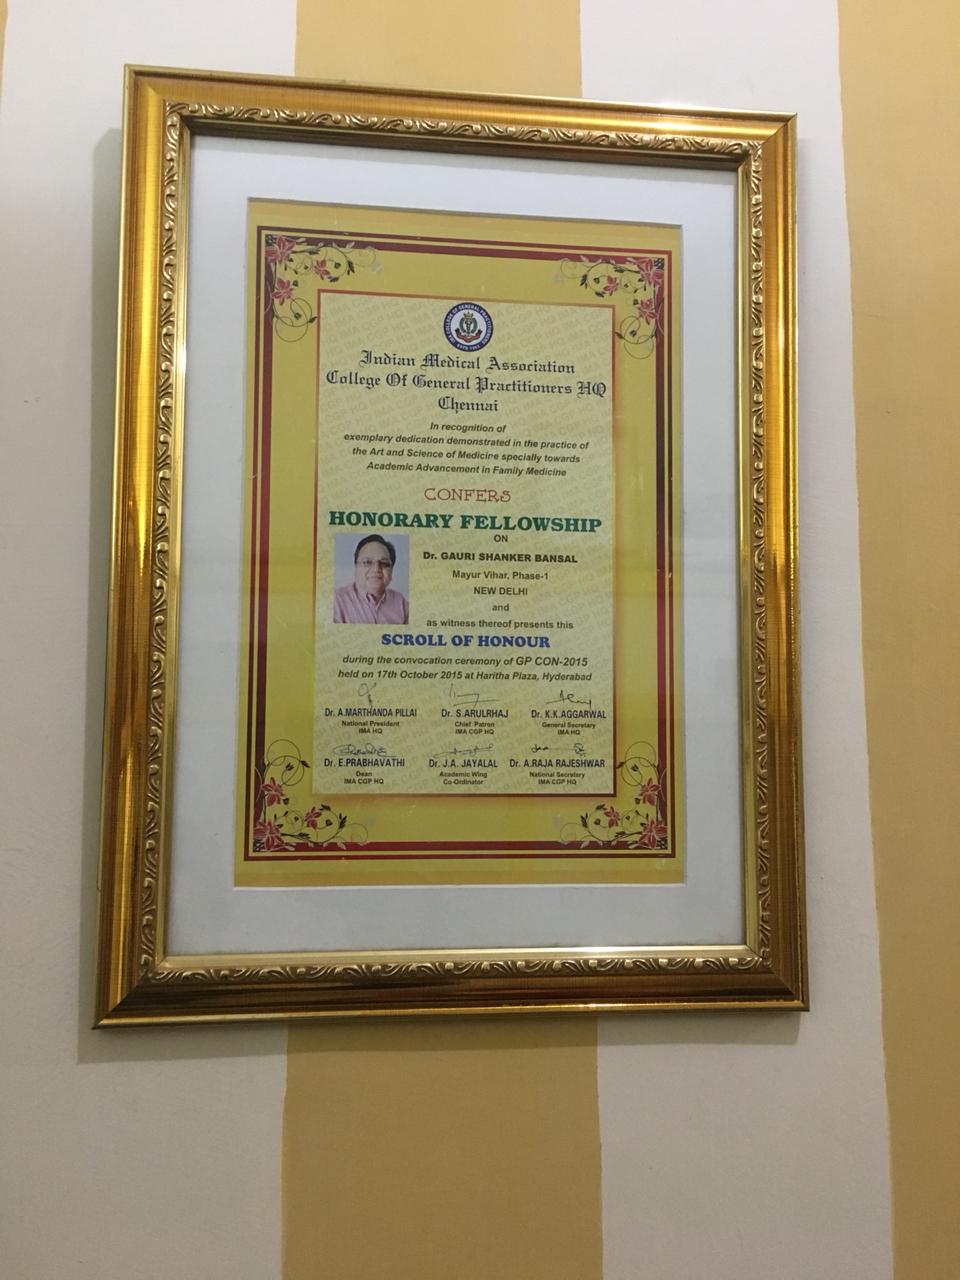 Indian Medical Association
College Of General Practitioners HQ
Chennai
In recognition of
exemplary dedication demonstrated in the practice of
the Art and Science of Medicine specially towards
Academic Advancement in Family Medicine
CONFERS
HONORARY FELLOWSHIP
ON
Dr. GAURI SHANKER BANSAL
Mayur Vihar, Phase-1
NEW DELHI
and
as witness thereof presents this
SCROLL OF HONOUR
during the convocation ceremony of GP CON-2015
held on 17th October 2015 at Haritha Plaza, Hyderabad
Dr. A.MARTHANDA PILLAI Dr. S.ARULRHAJ Dr. K.K.AGGARWAL
National President Chief Patron General Secretary
IMA HQ IMA CGP HQ IMA HQ
Dr. E.PRABHAVATHI Dr. J.A. JAYALAL Dr. A.RAJA RAJESHWAR
Dean Academic Wing National Secretary
IMA CGP HQ Co-Ordinator IMA CGP HQ